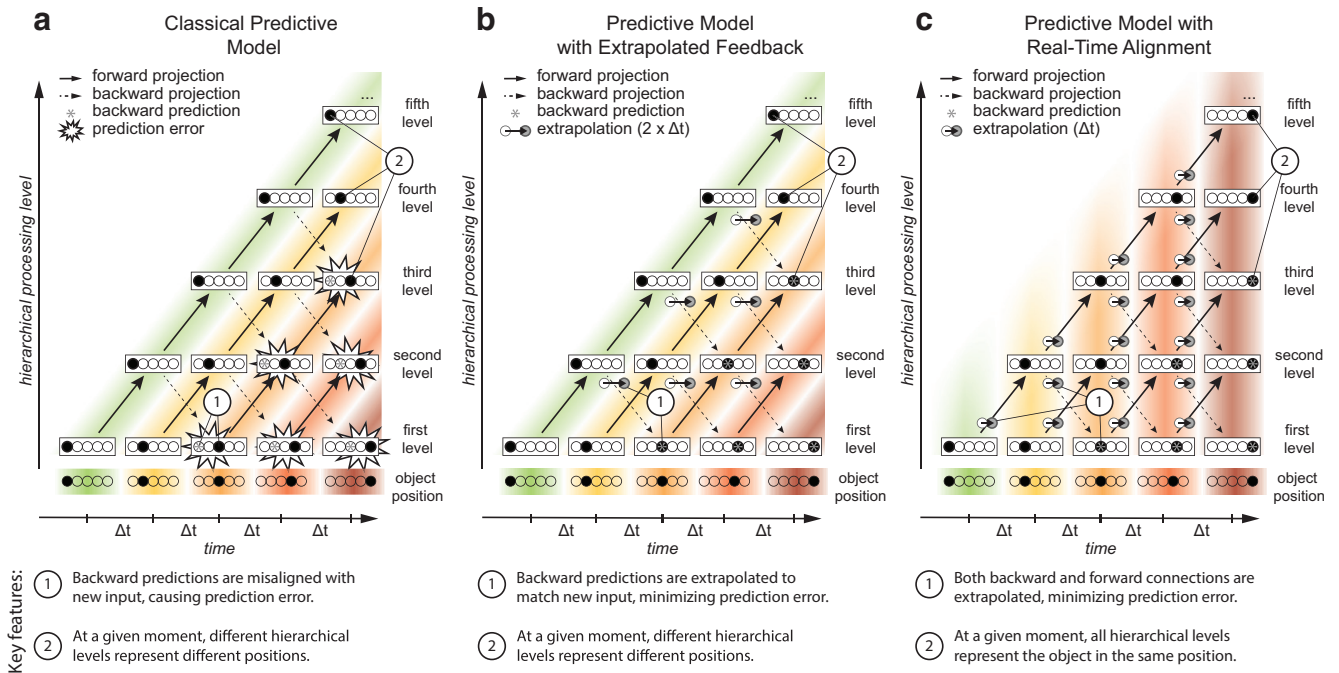 a
Classical Predictive
Model
forward projection
backward projection
backward prediction
prediction error
hierarchical processing level
...
fifth
level
2
fourth
level
third
level
second
level
1
first
level
object
position
Δt
Δt
Δt
Δt
time
b
Predictive Model
with Extrapolated Feedback
forward projection
backward projection
backward prediction
extrapolation (2 x Δt)
hierarchical processing level
...
fifth
level
2
fourth
level
third
level
second
level
1
first
level
object
position
Δt
Δt
Δt
Δt
time
c
Predictive Model with
Real-Time Alignment
forward projection
backward projection
backward prediction
extrapolation (Δt)
hierarchical processing level
...
fifth
level
2
fourth
level
third
level
second
level
1
first
level
object
position
Δt
Δt
Δt
Δt
time
Key features:
1 Backward predictions are misaligned with
new input, causing prediction error.
2 At a given moment, different hierarchical
levels represent different positions.
1 Backward predictions are extrapolated to
match new input, minimizing prediction error.
2 At a given moment, different hierarchical
levels represent different positions.
1 Both backward and forward connections are
extrapolated, minimizing prediction error.
2 At a given moment, all hierarchical levels
represent the object in the same position.